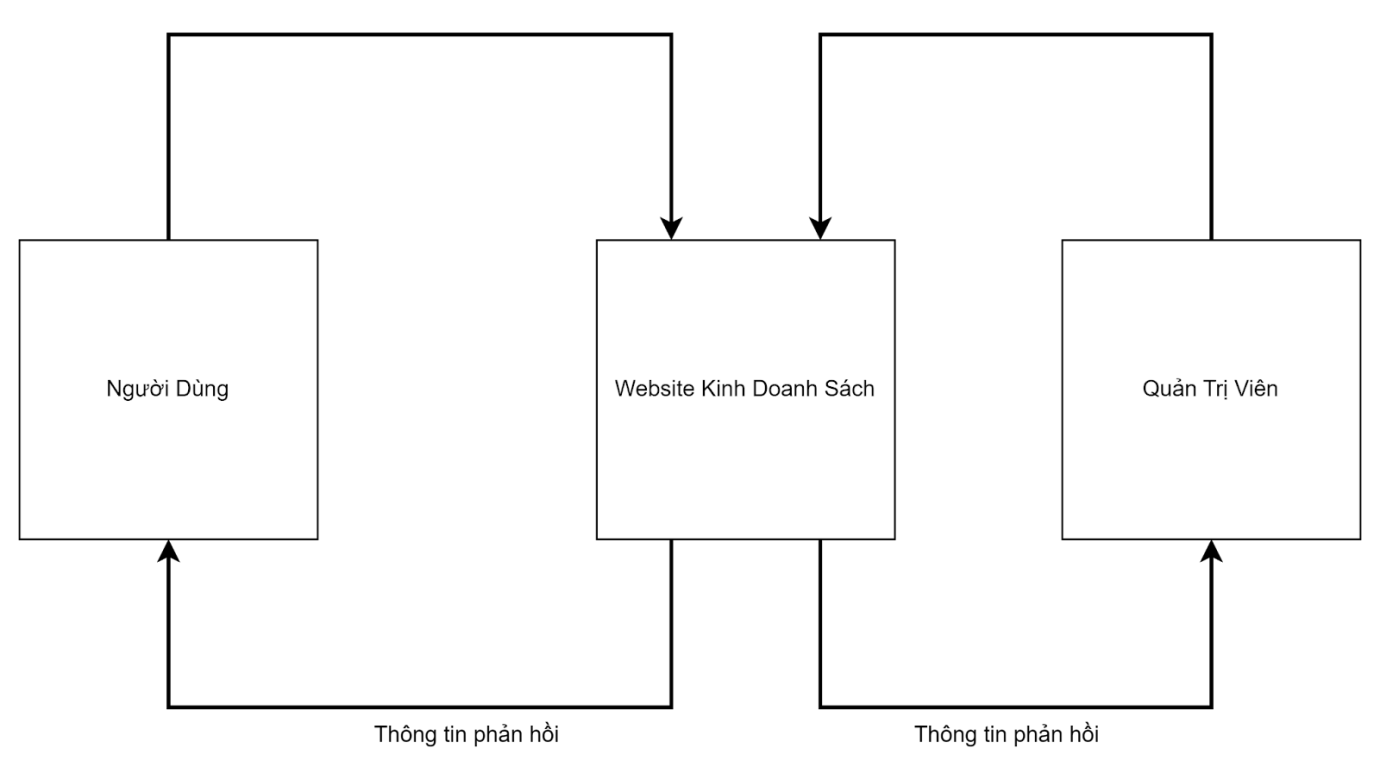 Người Dùng
Website Kinh Doanh Sách
Quản Trị Viên
Thông tin phản hồi
Thông tin phản hồi